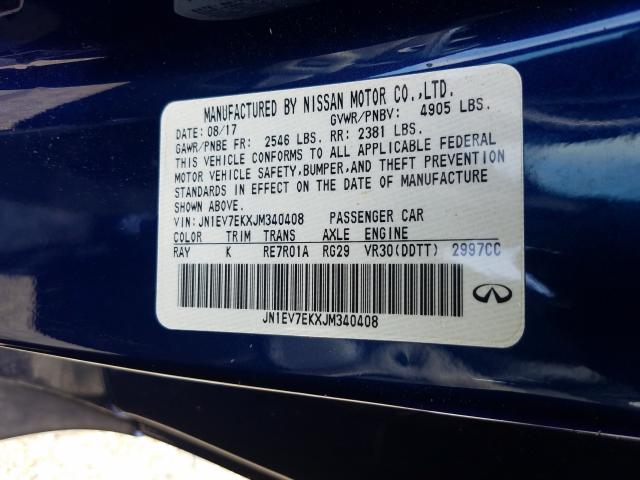 MANUFACTURED BY NISSAN MOTOR CO.,LTD.
DATE: 08/17 GVWR/PNBV: 4905 LBS.
GAWR/PNBE FR: 2546 LBS. RR: 2381 LBS.
THIS VEHICLE CONFORMS TO ALL APPLICABLE FEDERAL
MOTOR VEHICLE SAFETY, BUMPER, AND THEFT PREVENTION
STANDARDS IN EFFECT ON THE DATE OF MANUFACTURE
SHOWN ABOVE.
VIN: JN1EV7EKXJM340408 PASSENGER CAR
COLOR TRIM TRANS AXLE ENGINE
RAY K RE7R01A RG29 VR30(DDTT) 2997CC
JN1EV7EKXJM340408